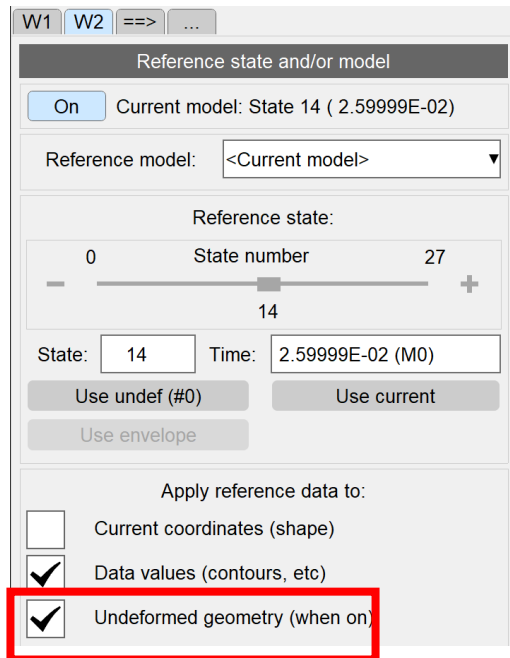 W1 W2 ==> ...
Reference state and/or model
On Current model: State 14 ( 2.59999E-02)
Reference model: <Current model>
Reference state:
0 State number 27
14
State: 14 Time: 2.59999E-02 (M0)
Use undef (#0) Use current
Use envelope
Apply reference data to:
Current coordinates (shape)
Data values (contours, etc)
Undeformed geometry (when on)